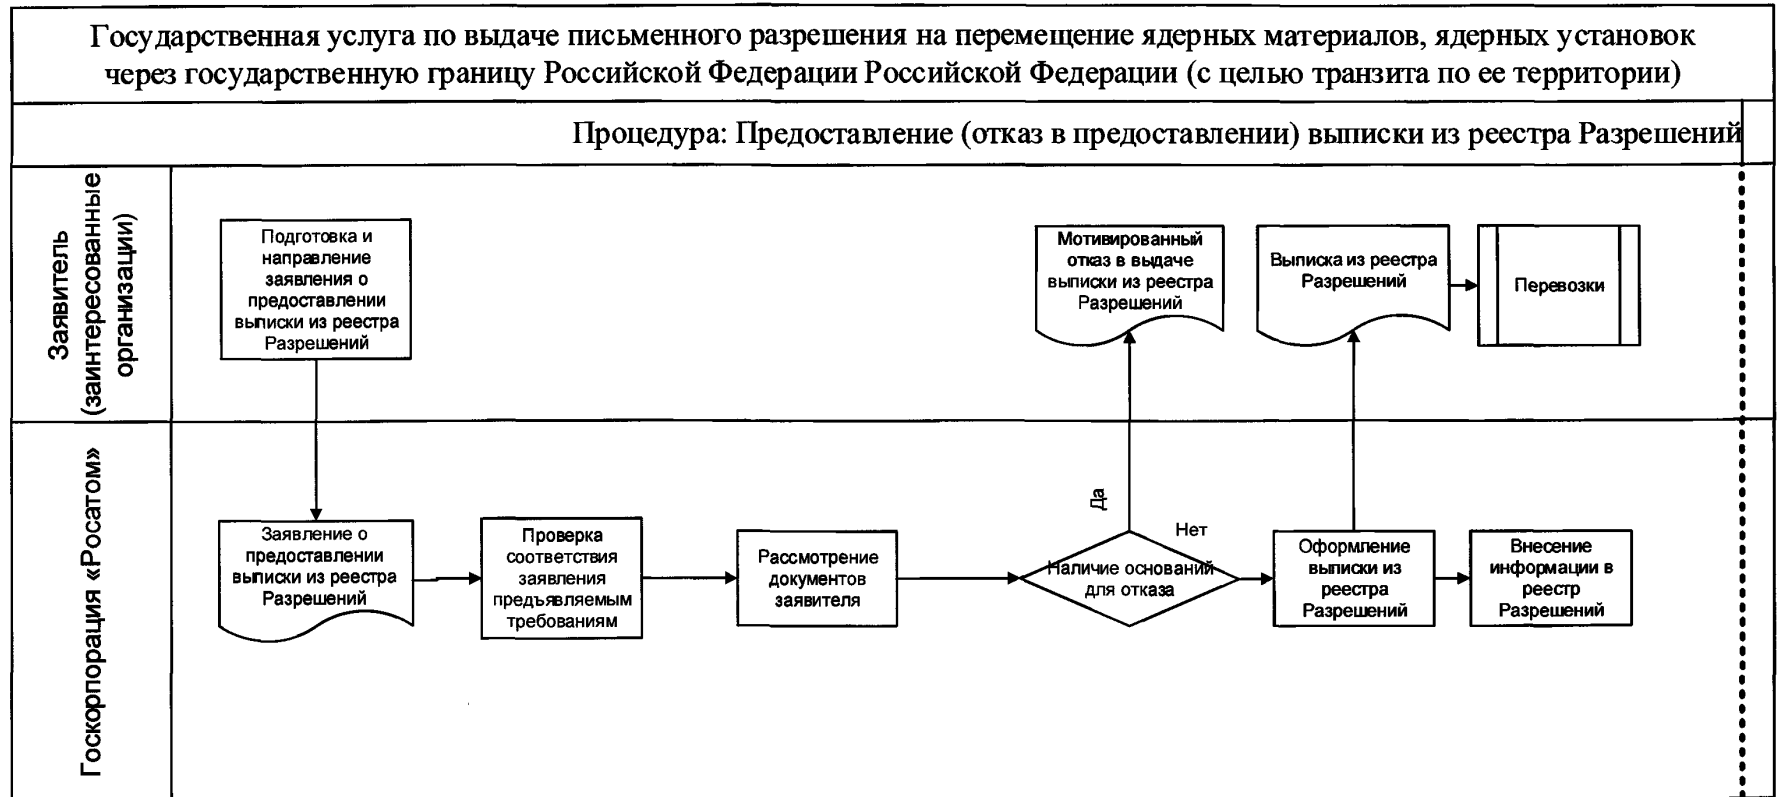 Государственная услуга по выдаче письменного разрешения на перемещение ядерных материалов, ядерных установок
через государственную границу Российской Федерации Российской Федерации (с целью транзита по ее территории)
Процедура: Предоставление (отказ в предоставлении) выписки из реестра Разрешений
Заявитель
(заинтересованные
организации)
Подготовка и
направление
заявления о
предоставлении
выписки из реестра
Разрешений
Мотивированный
отказ в выдаче
выписки из реестра
Разрешений
Выписка из реестра
Разрешений
Перевозки
Госкорпорация «Росатом»
Заявление о
предоставлении
выписки из реестра
Разрешений
Проверка
соответствия
заявления
предъявляемым
требованиям
Рассмотрение
документов
заявителя
Наличие оснований
для отказа
Да
Нет
Оформление
выписки из
реестра
Разрешений
Внесение
информации в
реестр
Разрешений